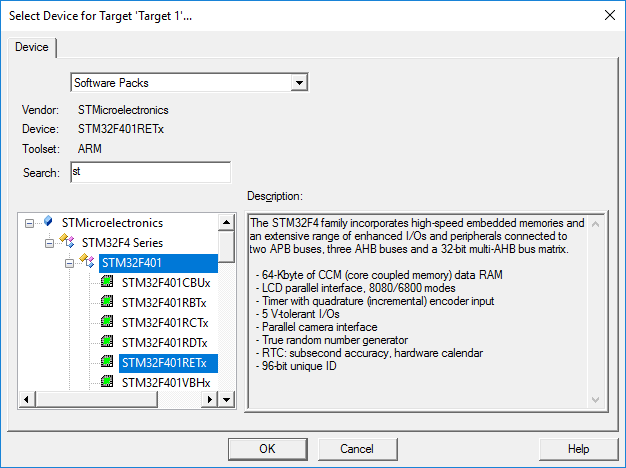 Select Device for Target 'Target 1'...
Device
Software Packs
Vendor: STMicroelectronics
Device: STM32F401RETx
Toolset: ARM
Search: st
Description:
STMicroelectronics
STM32F4 Series
STM32F401
STM32F401CBUx
STM32F401RBTx
STM32F401RCTx
STM32F401RDTx
STM32F401RETx
STM32F401VBHx
The STM32F4 family incorporates high-speed embedded memories and
an extensive range of enhanced I/Os and peripherals connected to
two APB buses, three AHB buses and a 32-bit multi-AHB bus matrix.
- 64-Kbyte of CCM (core coupled memory) data RAM
- LCD parallel interface, 8080/6800 modes
- Timer with quadrature (incremental) encoder input
- 5 V-tolerant I/Os
- Parallel camera interface
- True random number generator
- RTC: subsecond accuracy, hardware calendar
- 96-bit unique ID
OK
Cancel
Help